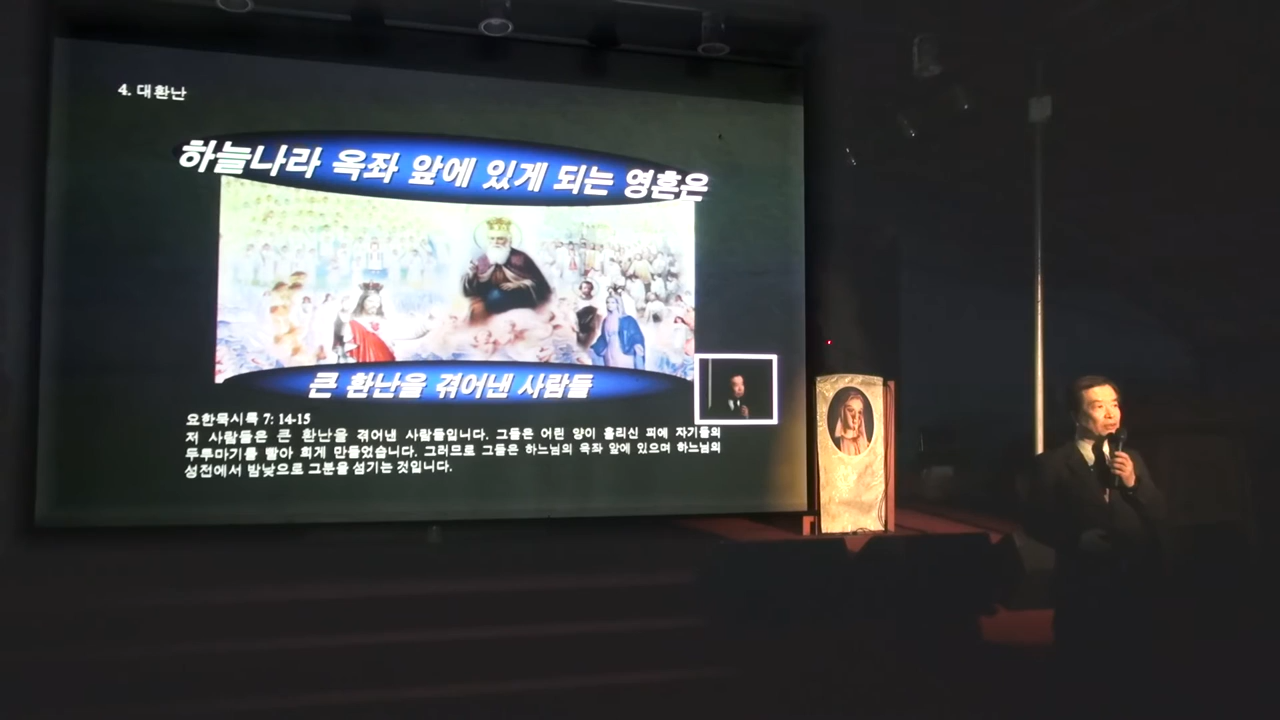 4. 대환난
하늘나라 옥좌 앞에 있게 되는 영혼은
큰 환난을 겪어낸 사람들
요한묵시록 7: 14-15
저 사람들은 큰 환난을 겪어낸 사람들입니다. 그들은 어린 양이 흘리신 피에 자기들의
두루마기를 빨아 희게 만들었습니다. 그러므로 그들은 하느님의 옥좌 앞에 있으며 하느님의
성전에서 밤낮으로 그분을 섬기는 것입니다.